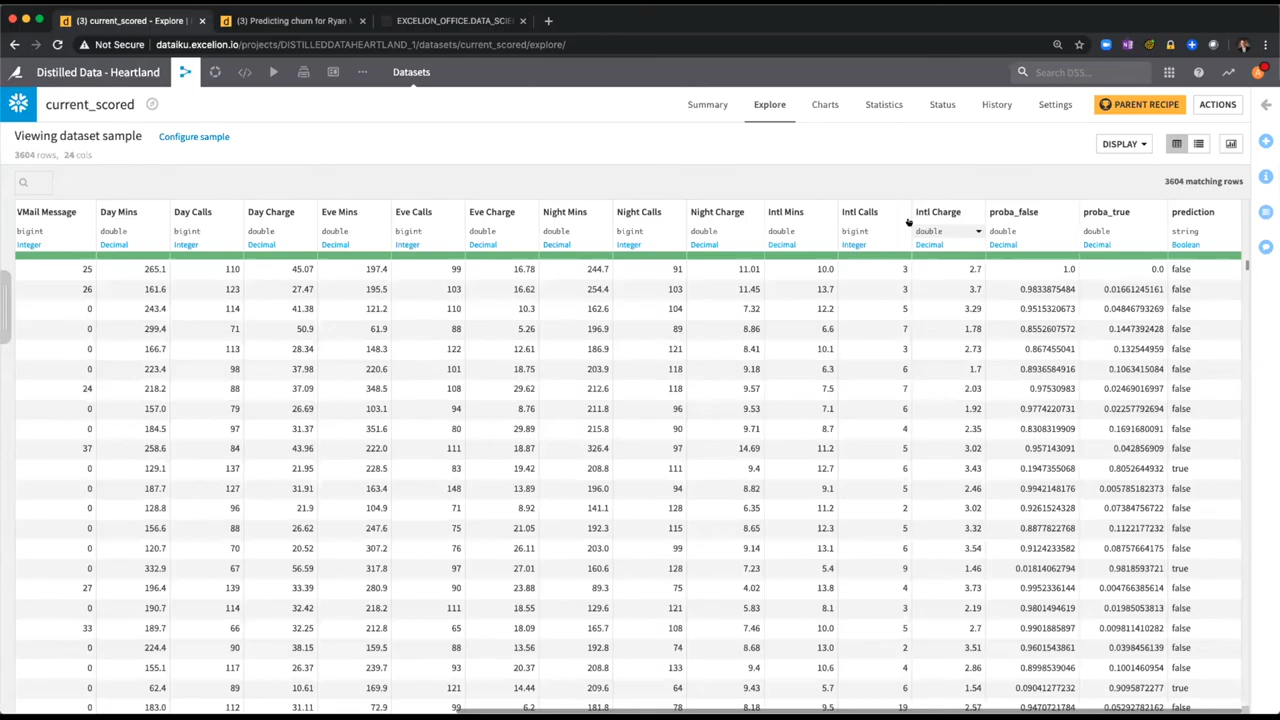 (3) current_scored - Explore |
(3) Predicting churn for Ryan M
EXCELION_OFFICE.DATA_SCIE
Not Secure dataiku.excelion.io/projects/DISTILLEDDATAHEARTLAND_1/datasets/current_scored/explore/
Distilled Data - Heartland Datasets Search DSS...
current_scored Summary Explore Charts Statistics Status History Settings PARENT RECIPE ACTIONS
Viewing dataset sample Configure sample DISPLAY
3604 rows, 24 cols
3604 matching rows
VMail Message Day Mins Day Calls Day Charge Eve Mins Eve Calls Eve Charge Night Mins Night Calls Night Charge Intl Mins Intl Calls Intl Charge proba_false proba_true prediction
bigint double bigint double double bigint double double bigint double double bigint double double double string
Integer Decimal Integer Decimal Decimal Integer Decimal Decimal Integer Decimal Decimal Integer Decimal Decimal Decimal Boolean
25 265.1 110 45.07 197.4 99 16.78 244.7 91 11.01 10.0 3 2.7 1.0 0.0 false
26 161.6 123 27.47 195.5 103 16.62 254.4 103 11.45 13.7 3 3.7 0.9833875484 0.01661245161 false
0 243.4 114 41.38 121.2 110 10.3 162.6 104 7.32 12.2 5 3.29 0.9515320673 0.04846793269 false
0 299.4 71 50.9 61.9 88 5.26 196.9 89 8.86 6.6 7 1.78 0.8552607572 0.1447392428 false
0 166.7 113 28.34 148.3 122 12.61 186.9 121 8.41 10.1 3 2.73 0.867455041 0.132544959 false
0 223.4 98 37.98 220.6 101 18.75 203.9 118 9.18 6.3 6 1.7 0.8936584916 0.1063415084 false
24 218.2 88 37.09 348.5 108 29.62 212.6 118 9.57 7.5 7 2.03 0.97530983 0.02469016997 false
0 157.0 79 26.69 103.1 94 8.76 211.8 96 9.53 7.1 6 1.92 0.9774220731 0.02257792694 false
0 184.5 97 31.37 351.6 80 29.89 215.8 90 9.71 8.7 4 2.35 0.8308319909 0.1691680091 false
37 258.6 84 43.96 222.0 111 18.87 326.4 97 14.69 11.2 5 3.02 0.957143091 0.042856909 false
0 129.1 137 21.95 228.5 83 19.42 208.8 111 9.4 12.7 6 3.43 0.1947355068 0.8052644932 true
0 187.7 127 31.91 163.4 148 13.89 196.0 94 8.82 9.1 5 2.46 0.9942148176 0.005785182373 false
0 128.8 96 21.9 104.9 71 8.92 141.1 128 6.35 11.2 2 3.02 0.9261524328 0.07384756722 false
0 156.6 88 26.62 247.6 75 21.05 192.3 115 8.65 12.3 5 3.32 0.8877822768 0.1122177232 false
0 120.7 70 20.52 307.2 76 26.11 203.0 99 9.14 13.1 6 3.54 0.9124233582 0.08757664175 false
0 332.9 67 56.59 317.8 97 27.01 160.6 128 7.23 5.4 9 1.46 0.01814062794 0.9818593721 true
27 196.4 139 33.39 280.9 90 23.88 89.3 75 4.02 13.8 4 3.73 0.9952336144 0.004766385614 false
0 190.7 114 32.42 218.2 111 18.55 129.6 121 5.83 8.1 3 2.19 0.9801494619 0.01985053813 false
33 189.7 66 32.25 212.8 65 18.09 165.7 108 7.46 10.0 5 2.7 0.9901885897 0.009811410282 false
0 224.4 90 38.15 159.5 88 13.56 192.8 74 8.68 13.0 2 3.51 0.9601543861 0.0398456139 false
0 155.1 117 26.37 239.7 93 20.37 208.8 133 9.4 10.6 4 2.86 0.8998539046 0.1001460954 false
0 62.4 89 10.61 169.9 121 14.44 209.6 64 9.43 5.7 6 1.54 0.09041277232 0.9095872277 true
0 183.0 112 31.11 72.9 99 6.2 181.8 78 8.18 9.5 19 2.57 0.9470721784 0.05292782162 false